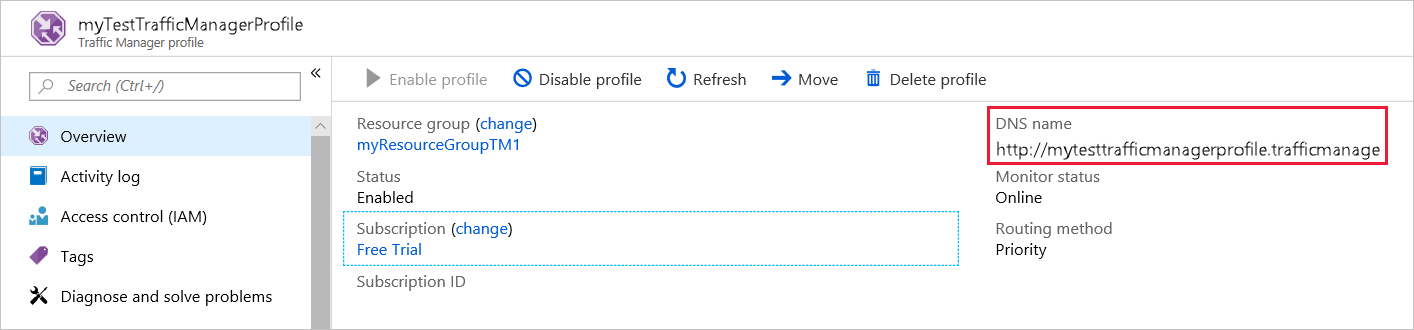 myTestTrafficManagerProfile
Traffic Manager profile
Search (Ctrl+/)
«
Overview
Activity log
Access control (IAM)
Tags
Diagnose and solve problems
Enable profile Disable profile Refresh Move Delete profile
Resource group (change)
myResourceGroupTM1
Status
Enabled
Subscription (change)
Free Trial
Subscription ID
DNS name
http://mytesttrafficmanagerprofile.trafficmanage
Monitor status
Online
Routing method
Priority